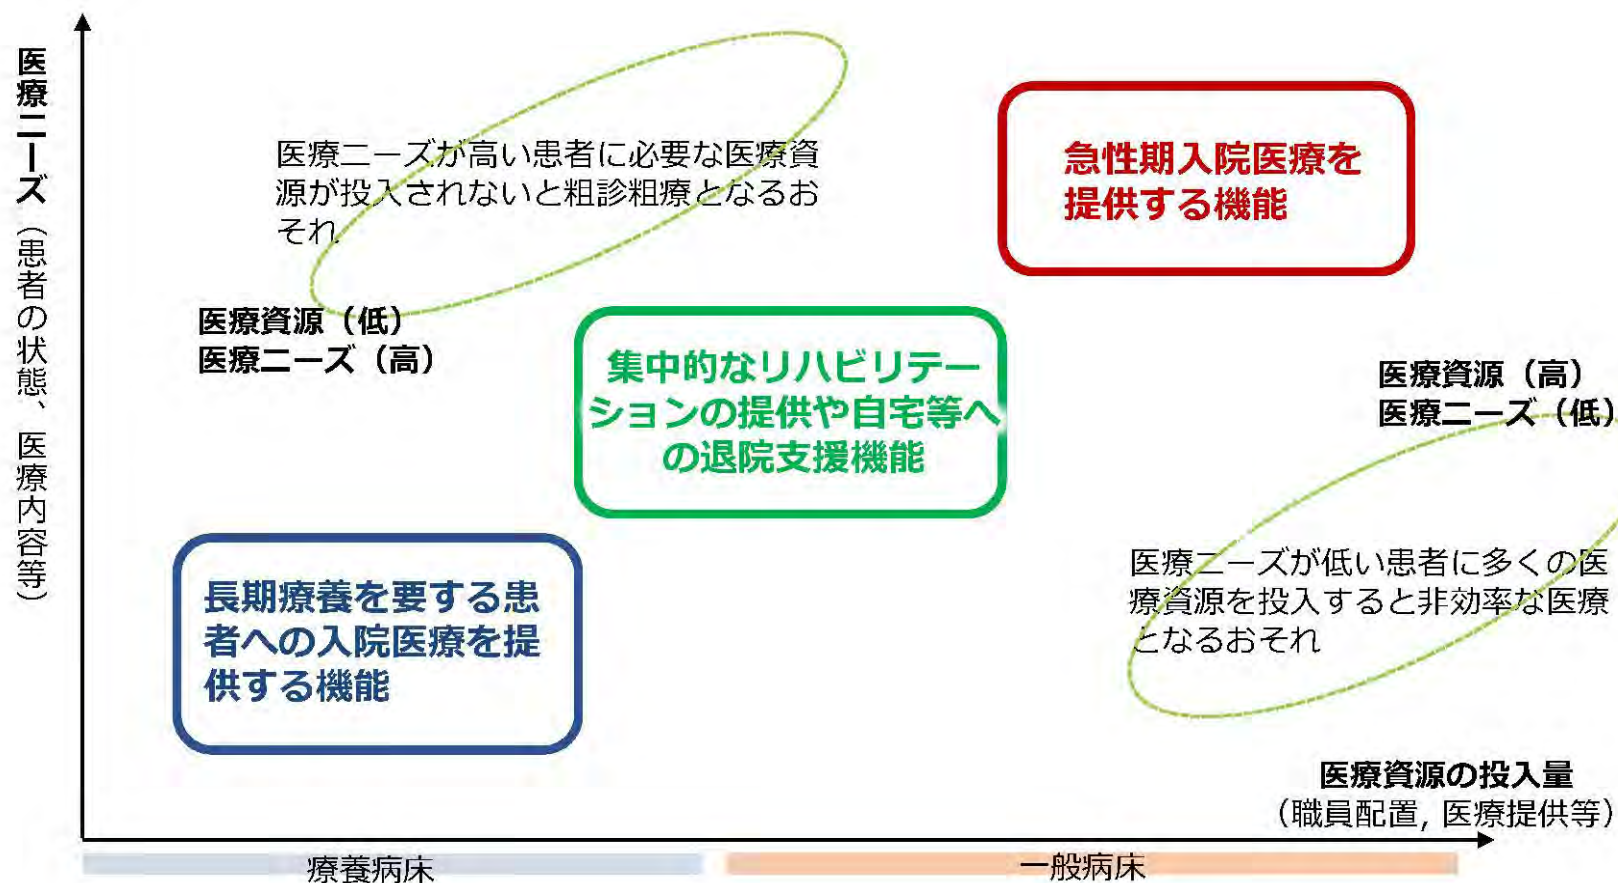 医療ニーズ（患者の状態、医療内容等）
医療ニーズが高い患者に必要な医療資
源が投入されないと粗診粗療となるお
それ
急性期入院医療を
提供する機能
医療資源（低）
医療ニーズ（高）
集中的なリハビリテー
ションの提供や自宅等へ
の退院支援機能
医療資源（高）
医療ニーズ（低）
長期療養を要する患
者への入院医療を提
供する機能
医療ニーズが低い患者に多くの医
療資源を投入すると非効率な医療
となるおそれ
医療資源の投入量
（職員配置, 医療提供等）
療養病床
一般病床